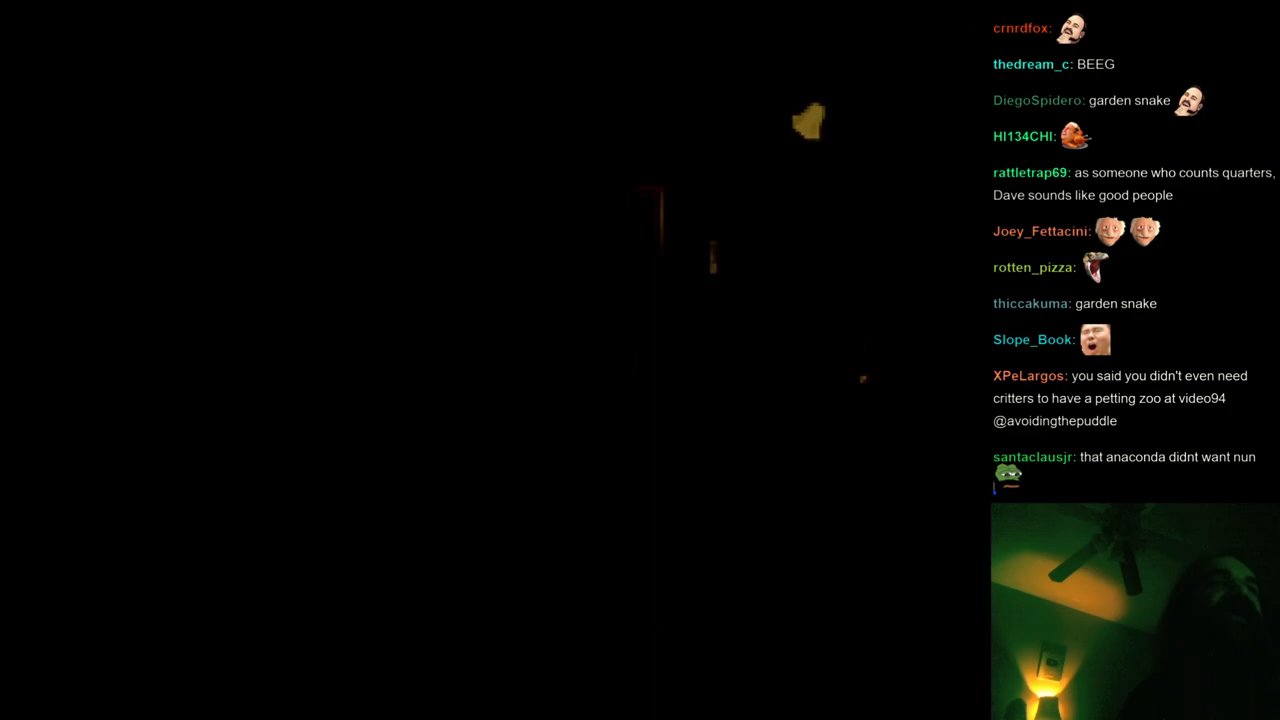 crnrdfox:
thedream_c: BEEG
DiegoSpidero: garden snake
HI134CHI:
rattletrap69: as someone who counts quarters,
Dave sounds like good people
Joey_Fettacini:
rotten_pizza:
thiccakuma: garden snake
Slope_Book:
XPeLargos: you said you didn't even need
critters to have a petting zoo at video94
@avoidingthepuddle
santaclausjr: that anaconda didnt want nun